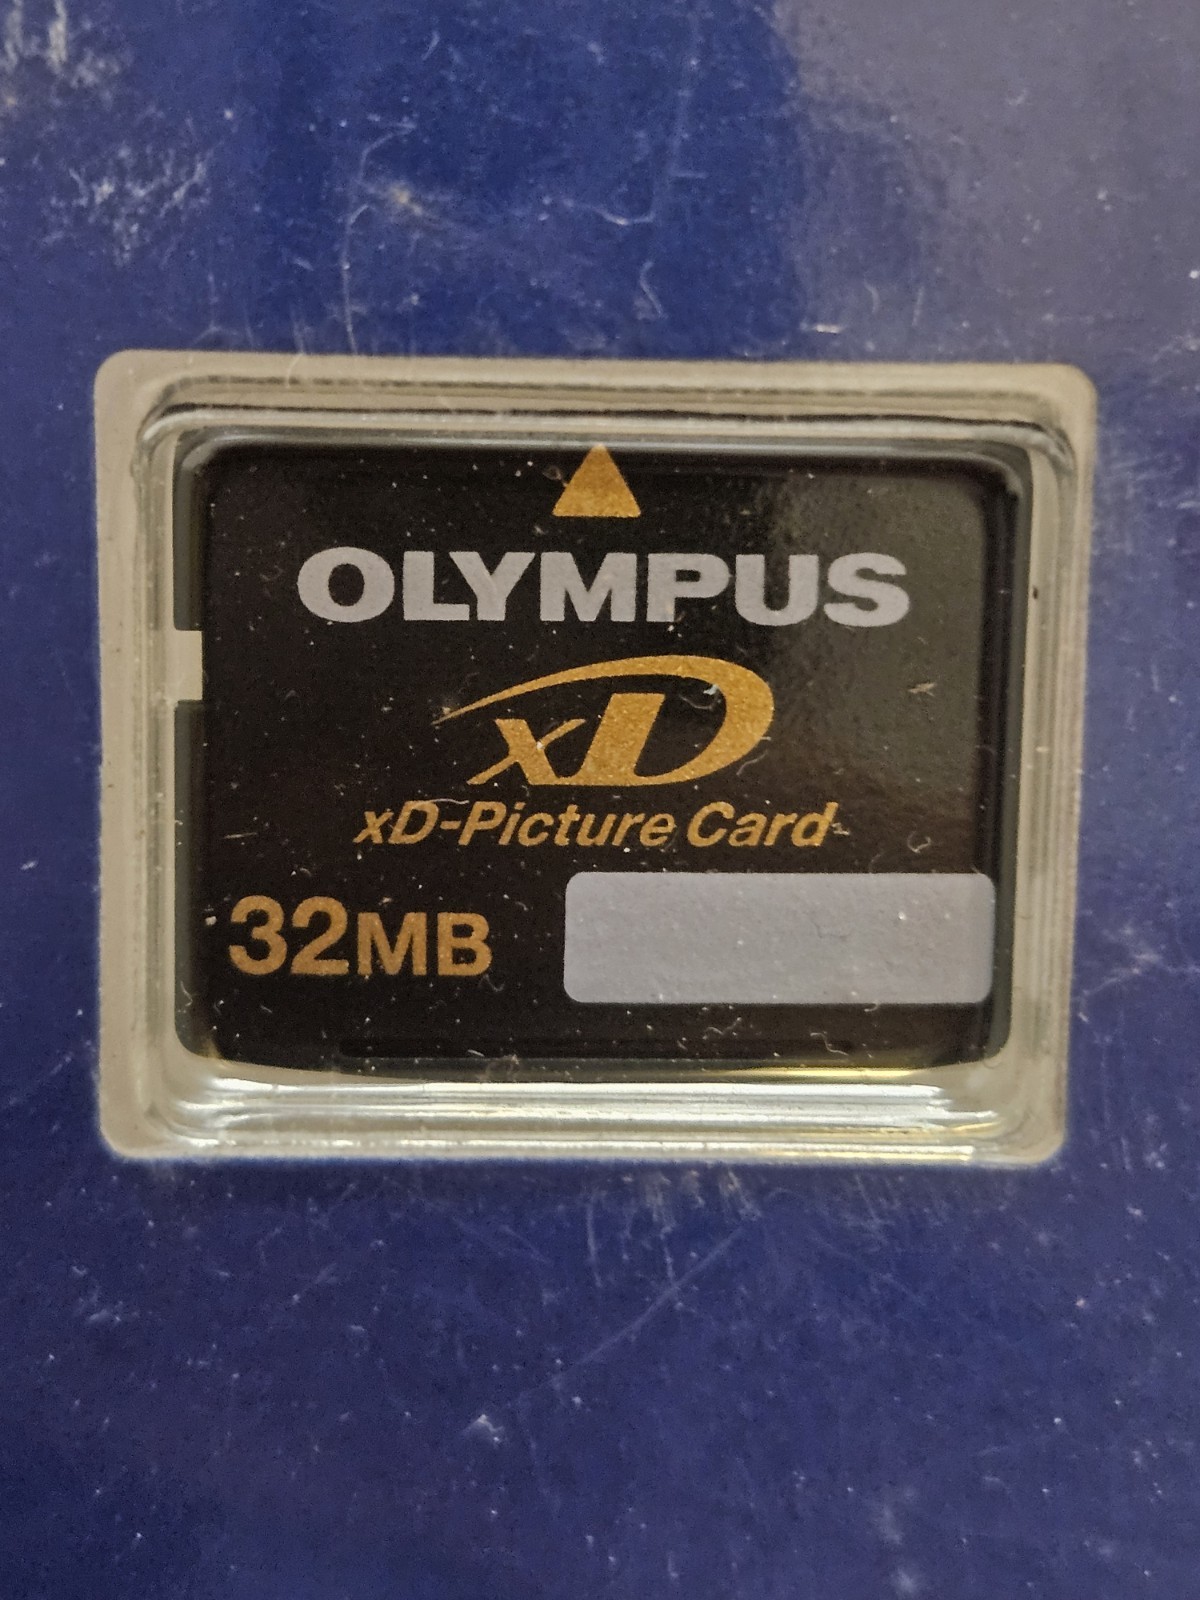 OLYMPUS
xD
xD-Picture Card
32MB